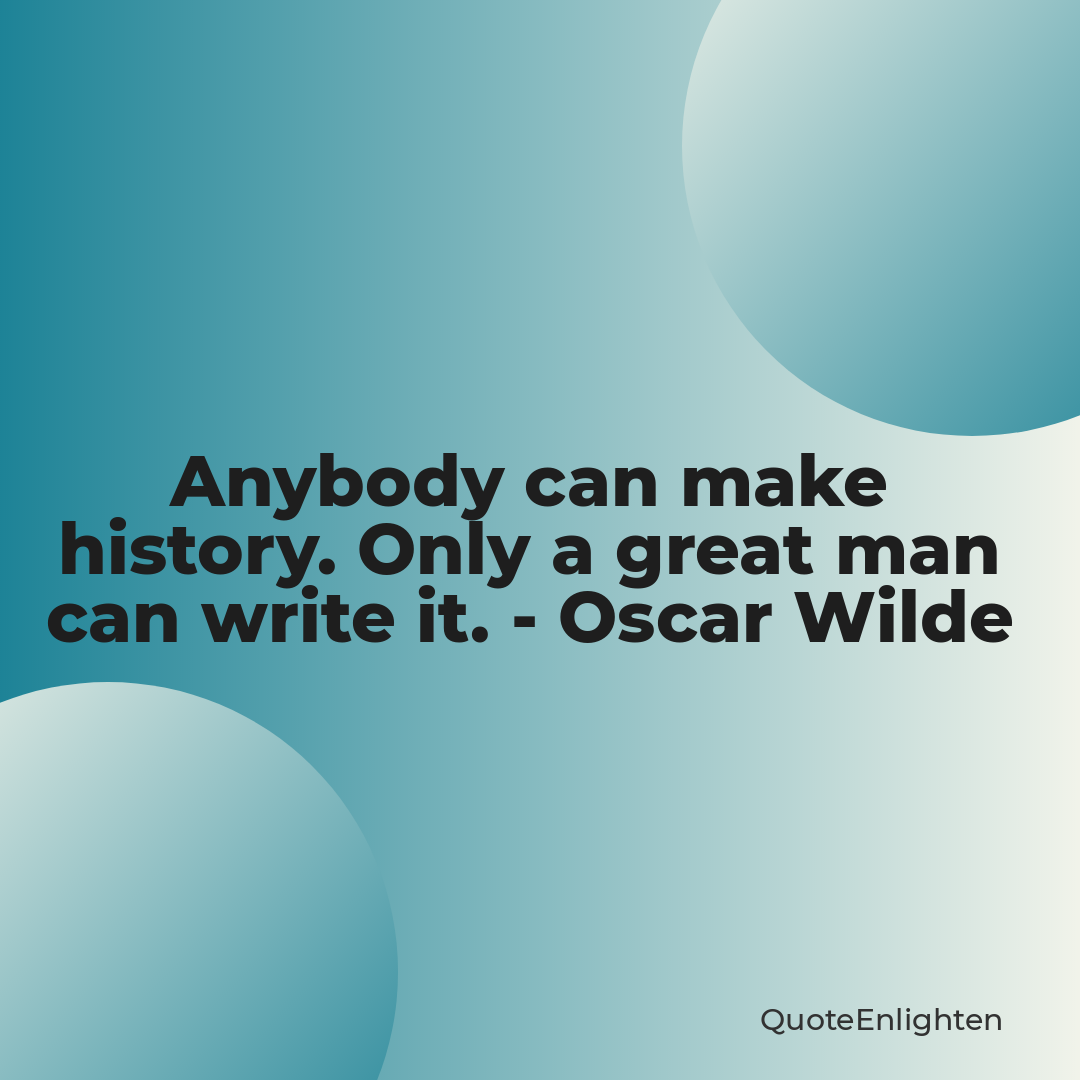 Anybody can make
history. Only a great man
can write it. - Oscar Wilde
QuoteEnlighten